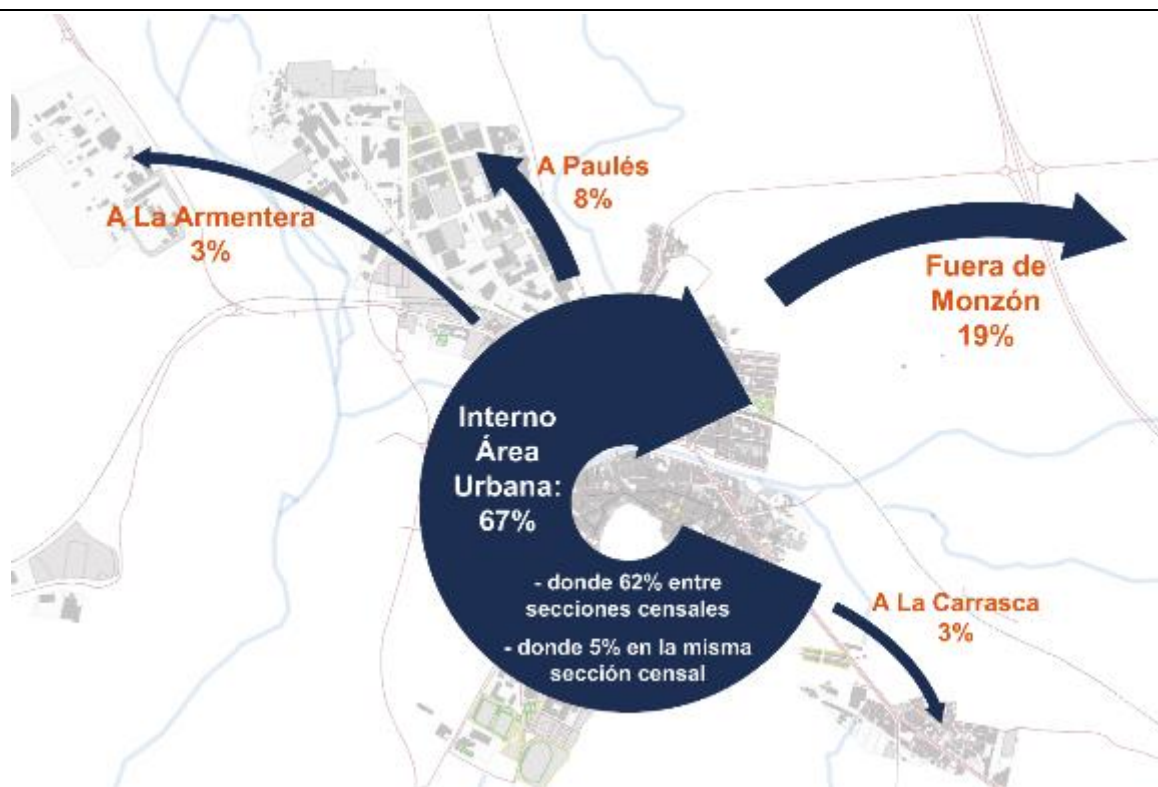 A Paulés
8%
A La Armentera
3%
Fuera de
Monzón
19%
Interno
Área
Urbana:
67%
- donde 62% entre
secciones censales
- donde 5% en la misma
sección censal
A La Carrasca
3%